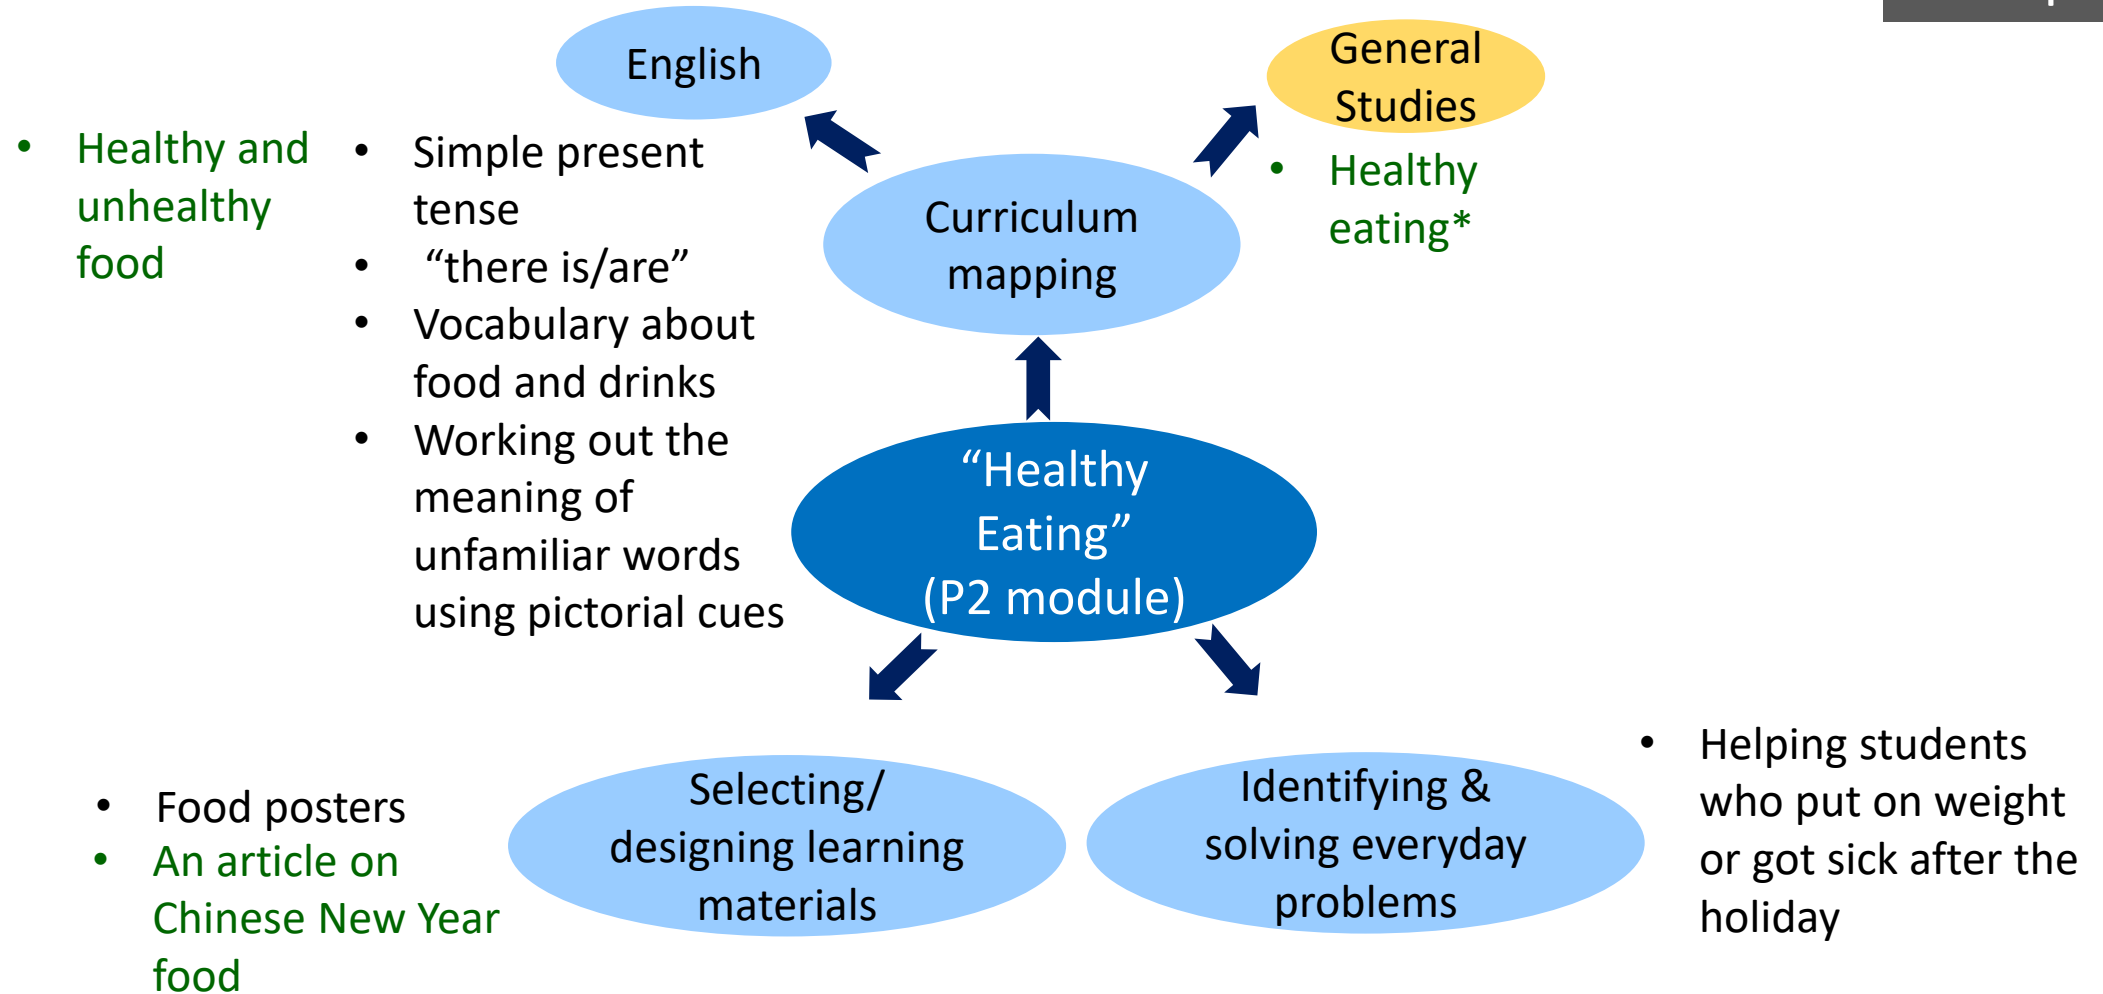 English
General
Studies
• Healthy and
unhealthy
food
• Simple present
tense
• “there is/are”
• Vocabulary about
food and drinks
• Working out the
meaning of
unfamiliar words
using pictorial cues
Curriculum
mapping
• Healthy
eating*
“Healthy
Eating”
(P2 module)
• Food posters
• An article on
Chinese New Year
food
Selecting/
designing learning
materials
Identifying &
solving everyday
problems
• Helping students
who put on weight
or got sick after the
holiday